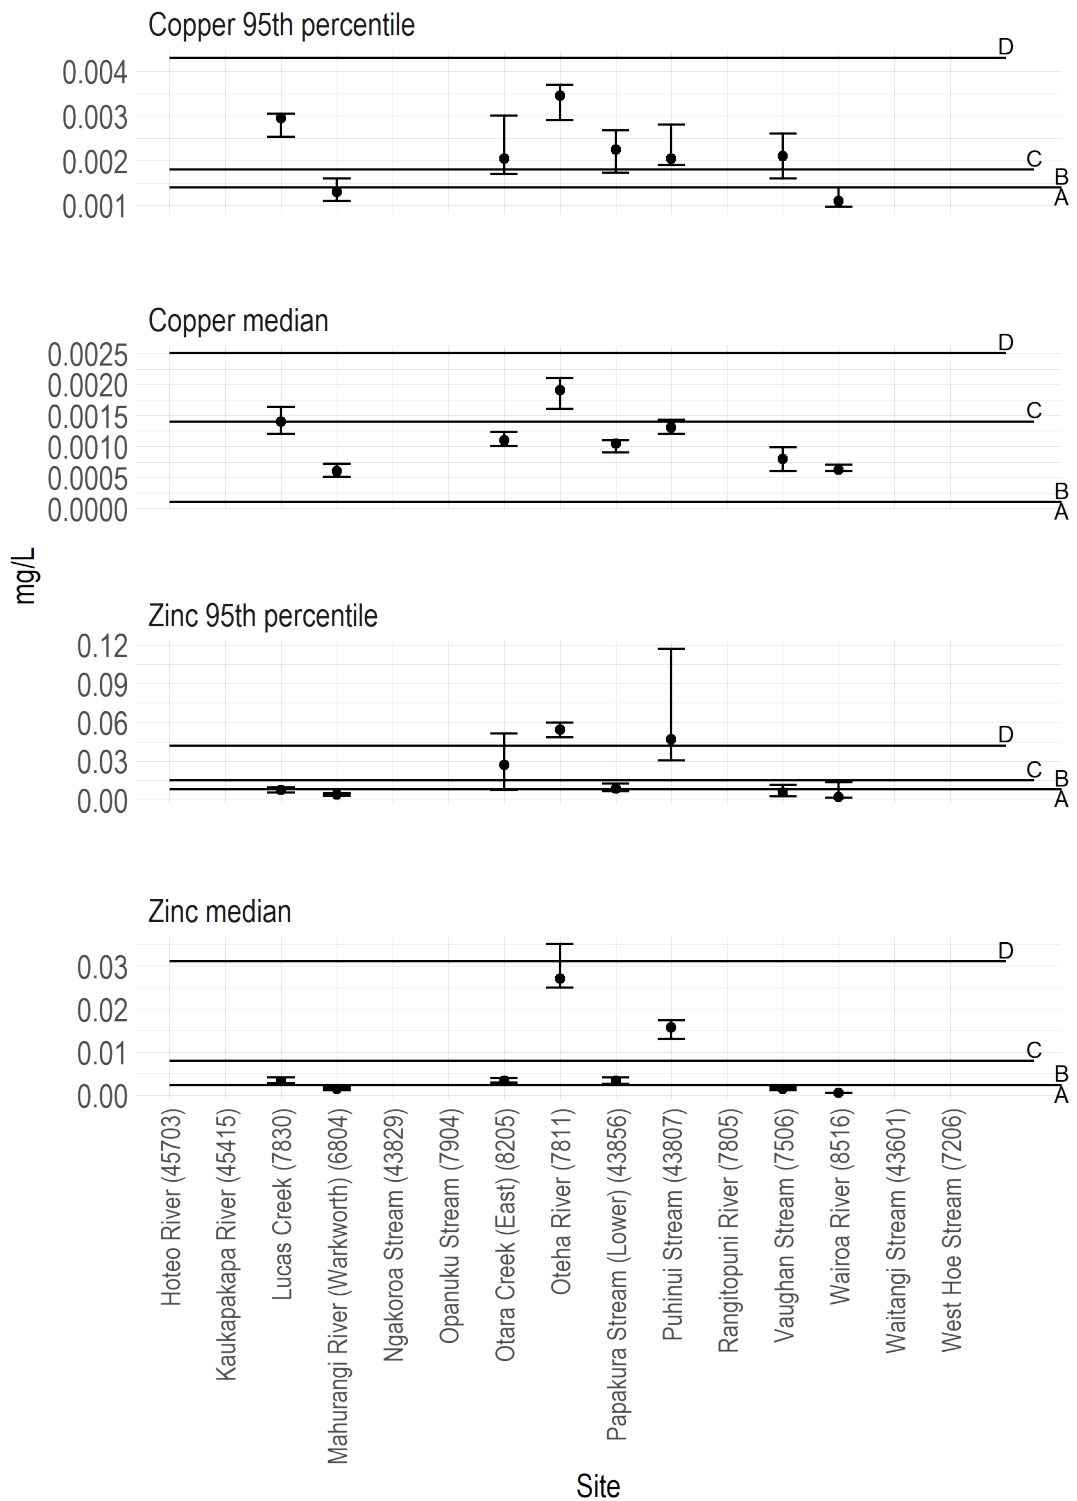 Copper 95th percentile
D
0.004
0.003
0.002
C
B
0.001
A
Copper median
D
0.0025
0.0020
0.0015
C
0.0010
0.0005
B
0.0000
A
mg/L
Zinc 95th percentile
0.12
0.09
0.06
D
0.03
C
B
0.00
A
Zinc median
D
0.03
0.02
0.01
C
B
0.00
A
Hoteo River (45703)
Kaukapakapa River (45415)
Lucas Creek (7830)
Mahurangi River (Warkworth) (6804)
Ngakoroa Stream (43829)
Opanuku Stream (7904)
Otara Creek (East) (8205)
Oteha River (7811)
Papakura Stream (Lower) (43856)
Puhinui Stream (43807)
Rangitopuni River (7805)
Vaughan Stream (7506)
Wairoa River (8516)
Waitangi Stream (43601)
West Hoe Stream (7206)
Site